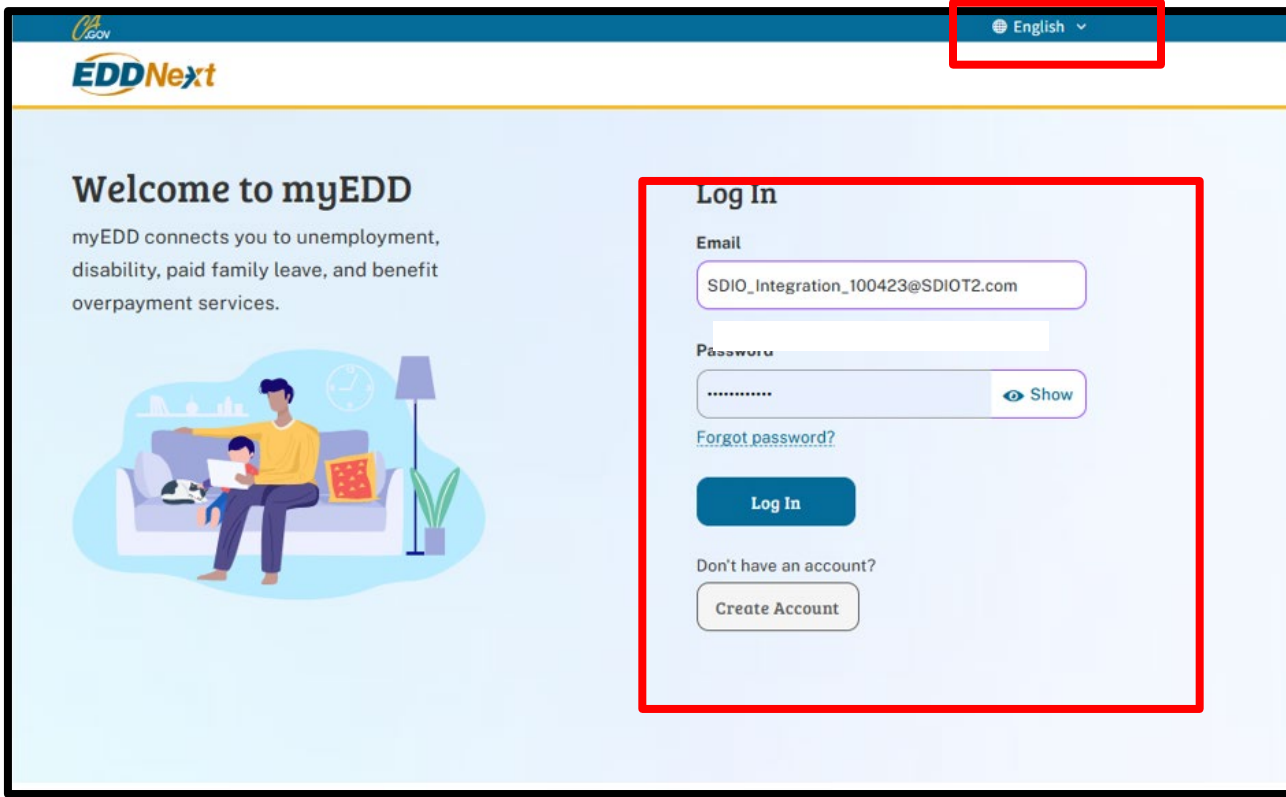 CA.GOV
English
EDDNext
Welcome to myEDD
myEDD connects you to unemployment,
disability, paid family leave, and benefit
overpayment services.
Log In
Email
SDIO_Integration_100423@SDIOT2.com
Password
............
Show
Forgot password?
Log In
Don't have an account?
Create Account